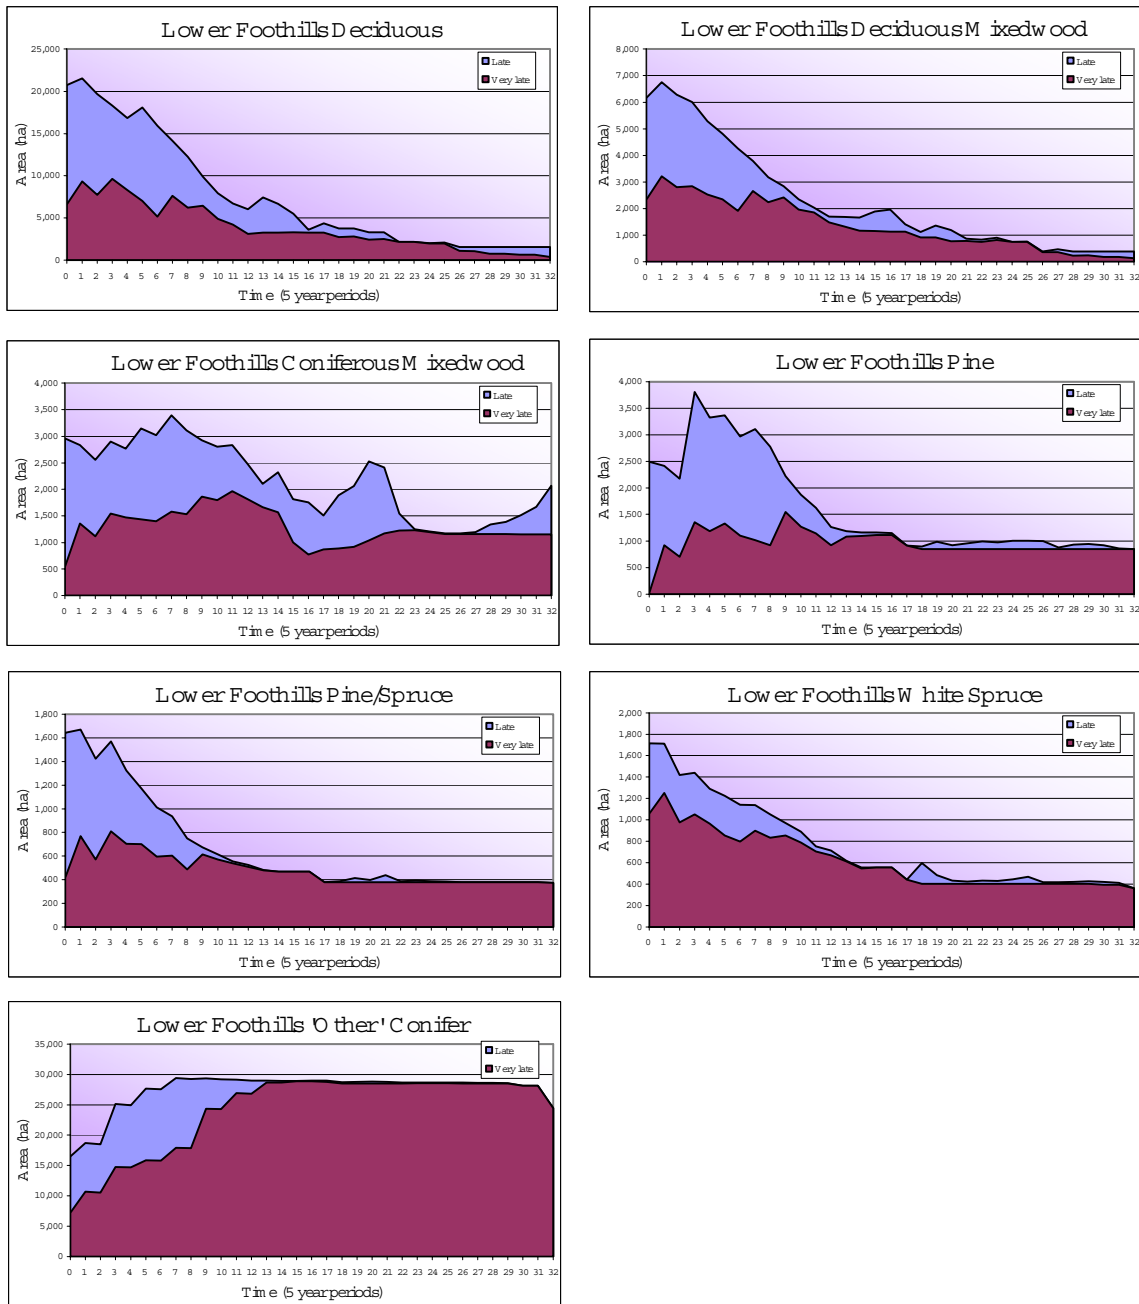 Lower Foothills Deciduous
25,000
20,000
15,000
10,000
5,000
0
Area (ha)
Late
Very late
0 1 2 3 4 5 6 7 8 9 10 11 12 13 14 15 16 17 18 19 20 21 22 23 24 25 26 27 28 29 30 31 32
Time (5 year periods)
Lower Foothills Deciduous Mixedwood
8,000
7,000
6,000
5,000
4,000
3,000
2,000
1,000
0
Area (ha)
Late
Very late
0 1 2 3 4 5 6 7 8 9 10 11 12 13 14 15 16 17 18 19 20 21 22 23 24 25 26 27 28 29 30 31 32
Time (5 year periods)
Lower Foothills Coniferous Mixedwood
4,000
3,500
3,000
2,500
2,000
1,500
1,000
500
0
Area (ha)
Late
Very late
0 1 2 3 4 5 6 7 8 9 10 11 12 13 14 15 16 17 18 19 20 21 22 23 24 25 26 27 28 29 30 31 32
Time (5 year periods)
Lower Foothills Pine
4,000
3,500
3,000
2,500
2,000
1,500
1,000
500
0
Area (ha)
Late
Very late
0 1 2 3 4 5 6 7 8 9 10 11 12 13 14 15 16 17 18 19 20 21 22 23 24 25 26 27 28 29 30 31 32
Time (5 year periods)
Lower Foothills Pine/Spruce
1,800
1,600
1,400
1,200
1,000
800
600
400
200
0
Area (ha)
Late
Very late
0 1 2 3 4 5 6 7 8 9 10 11 12 13 14 15 16 17 18 19 20 21 22 23 24 25 26 27 28 29 30 31 32
Time (5 year periods)
Lower Foothills White Spruce
2,000
1,800
1,600
1,400
1,200
1,000
800
600
400
200
0
Area (ha)
Late
Very late
0 1 2 3 4 5 6 7 8 9 10 11 12 13 14 15 16 17 18 19 20 21 22 23 24 25 26 27 28 29 30 31 32
Time (5 year periods)
Lower Foothills 'Other' Conifer
35,000
30,000
25,000
20,000
15,000
10,000
5,000
0
Area (ha)
Late
Very late
0 1 2 3 4 5 6 7 8 9 10 11 12 13 14 15 16 17 18 19 20 21 22 23 24 25 26 27 28 29 30 31 32
Time (5 year periods)